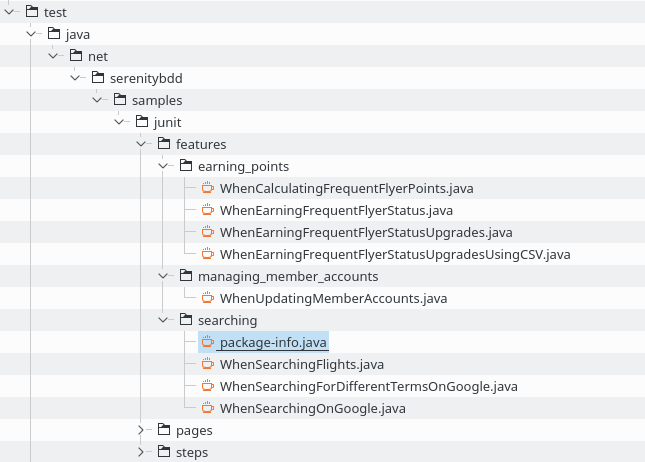 test
java
net
serenitybdd
samples
junit
features
earning_points
WhenCalculatingFrequentFlyerPoints.java
WhenEarningFrequentFlyerStatus.java
WhenEarningFrequentFlyerStatusUpgrades.java
WhenEarningFrequentFlyerStatusUpgradesUsingCSV.java
managing_member_accounts
WhenUpdatingMemberAccounts.java
searching
package-info.java
WhenSearchingFlights.java
WhenSearchingForDifferentTermsOnGoogle.java
WhenSearchingOnGoogle.java
pages
steps